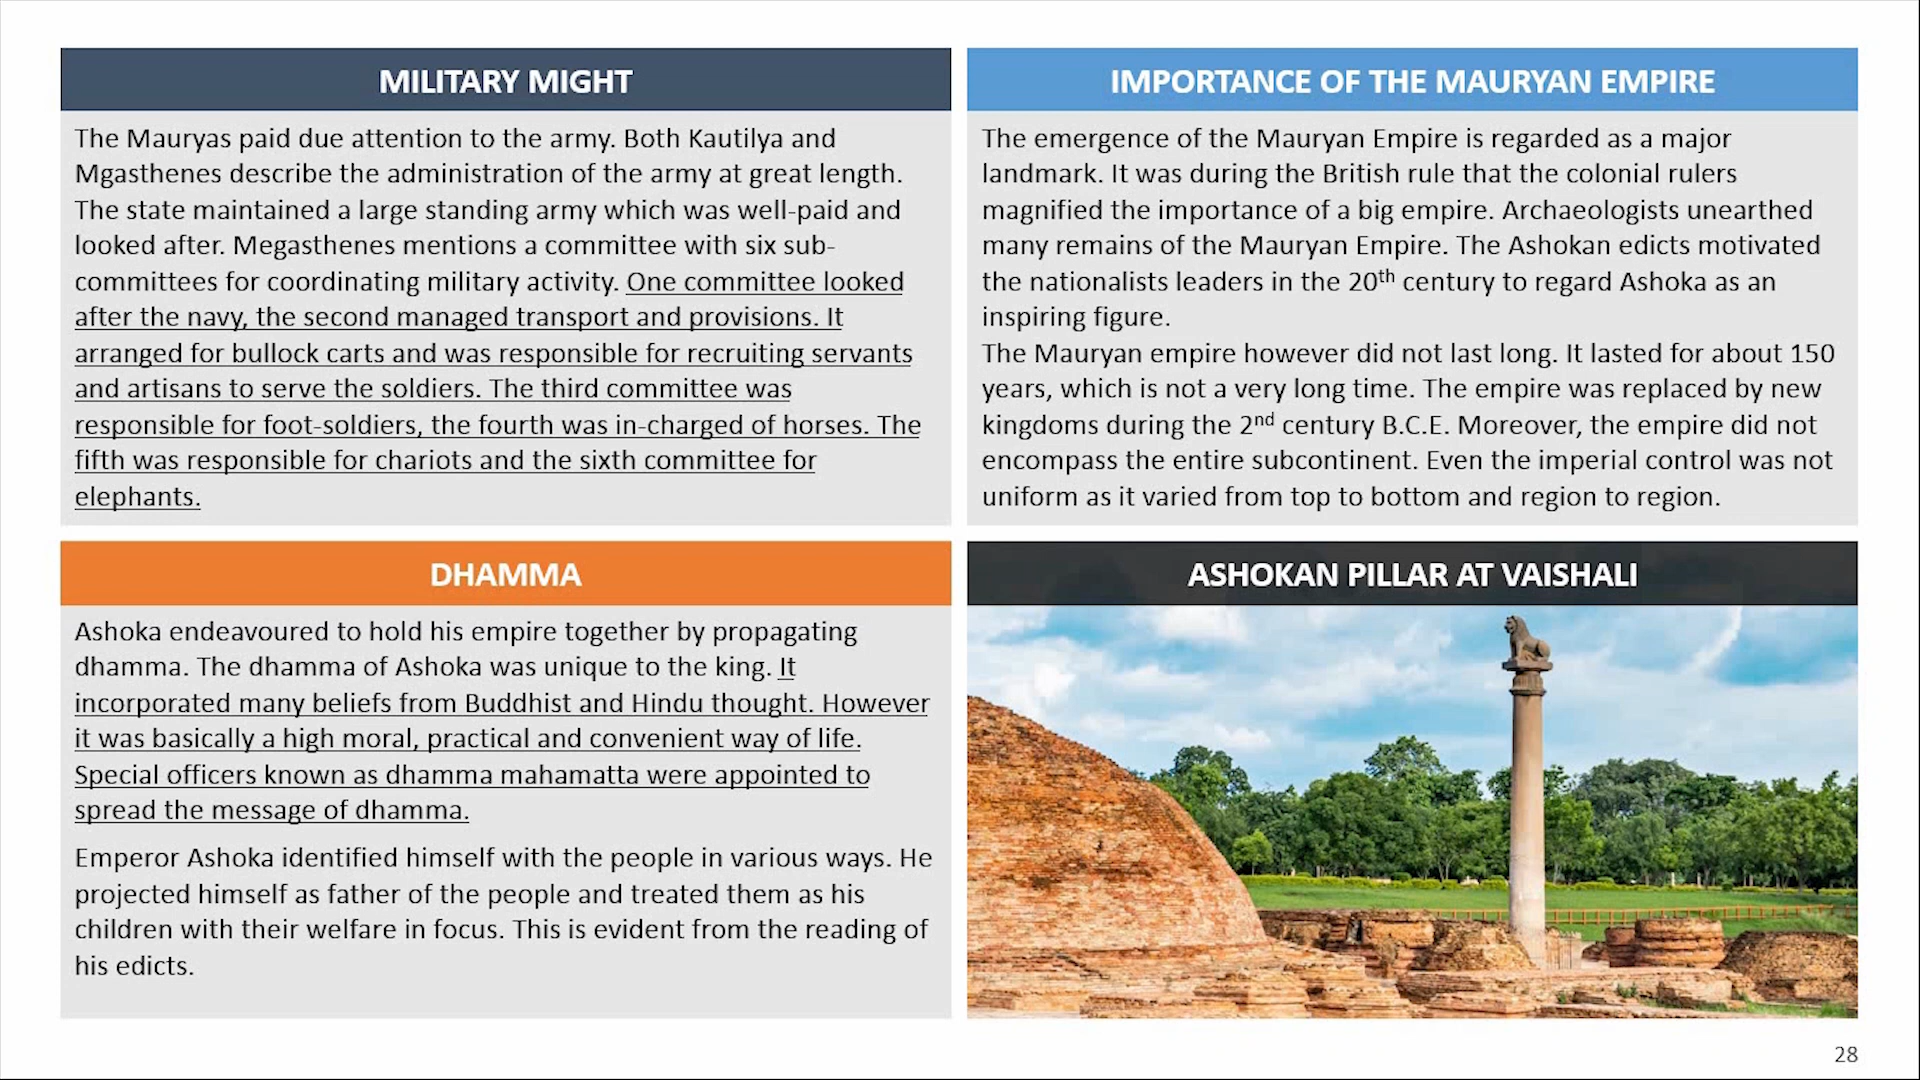 MILITARY MIGHT
The Mauryas paid due attention to the army. Both Kautilya and
Mgasthenes describe the administration of the army at great length.
The state maintained a large standing army which was well-paid and
looked after. Megasthenes mentions a committee with six sub-
committees for coordinating military activity. One committee looked
after the navy, the second managed transport and provisions. It
arranged for bullock carts and was responsible for recruiting servants
and artisans to serve the soldiers. The third committee was
responsible for foot-soldiers, the fourth was in-charged of horses. The
fifth was responsible for chariots and the sixth committee for
elephants.
IMPORTANCE OF THE MAURYAN EMPIRE
The emergence of the Mauryan Empire is regarded as a major
landmark. It was during the British rule that the colonial rulers
magnified the importance of a big empire. Archaeologists unearthed
many remains of the Mauryan Empire. The Ashokan edicts motivated
the nationalists leaders in the 20th century to regard Ashoka as an
inspiring figure.
The Mauryan empire however did not last long. It lasted for about 150
years, which is not a very long time. The empire was replaced by new
kingdoms during the 2nd century B.C.E. Moreover, the empire did not
encompass the entire subcontinent. Even the imperial control was not
uniform as it varied from top to bottom and region to region.
DHAMMA
Ashoka endeavoured to hold his empire together by propagating
dhamma. The dhamma of Ashoka was unique to the king. It
incorporated many beliefs from Buddhist and Hindu thought. However
it was basically a high moral, practical and convenient way of life.
Special officers known as dhamma mahamatta were appointed to
spread the message of dhamma.
Emperor Ashoka identified himself with the people in various ways. He
projected himself as father of the people and treated them as his
children with their welfare in focus. This is evident from the reading of
his edicts.
ASHOKAN PILLAR AT VAISHALI
28